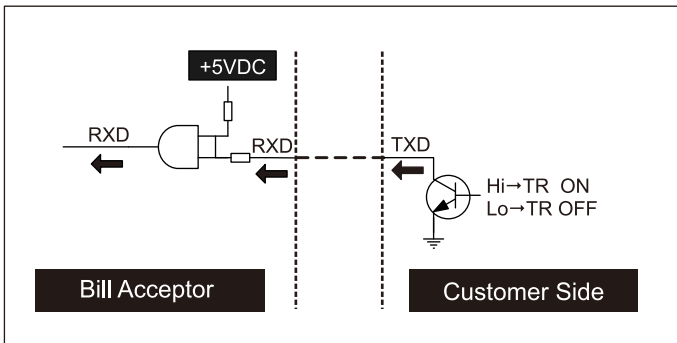 +5VDC
RXD
RXD
TXD
Hi→TR ON
Lo→TR OFF
Bill Acceptor
Customer Side